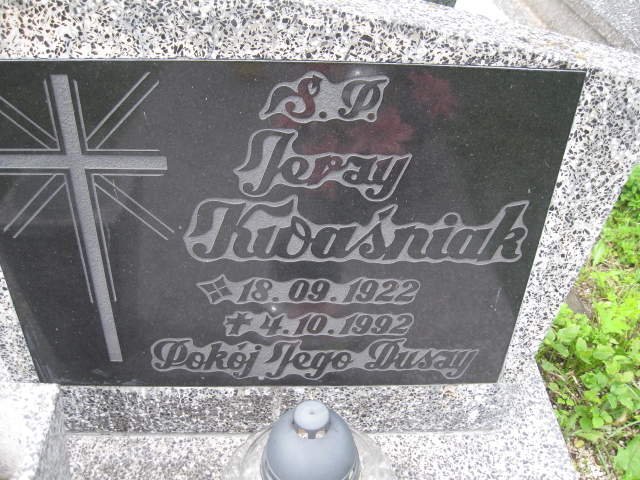 Ś.P.
Jerzy
Kwaśniak
18.09.1922
4.10.1992
Pokój Jego Duszy